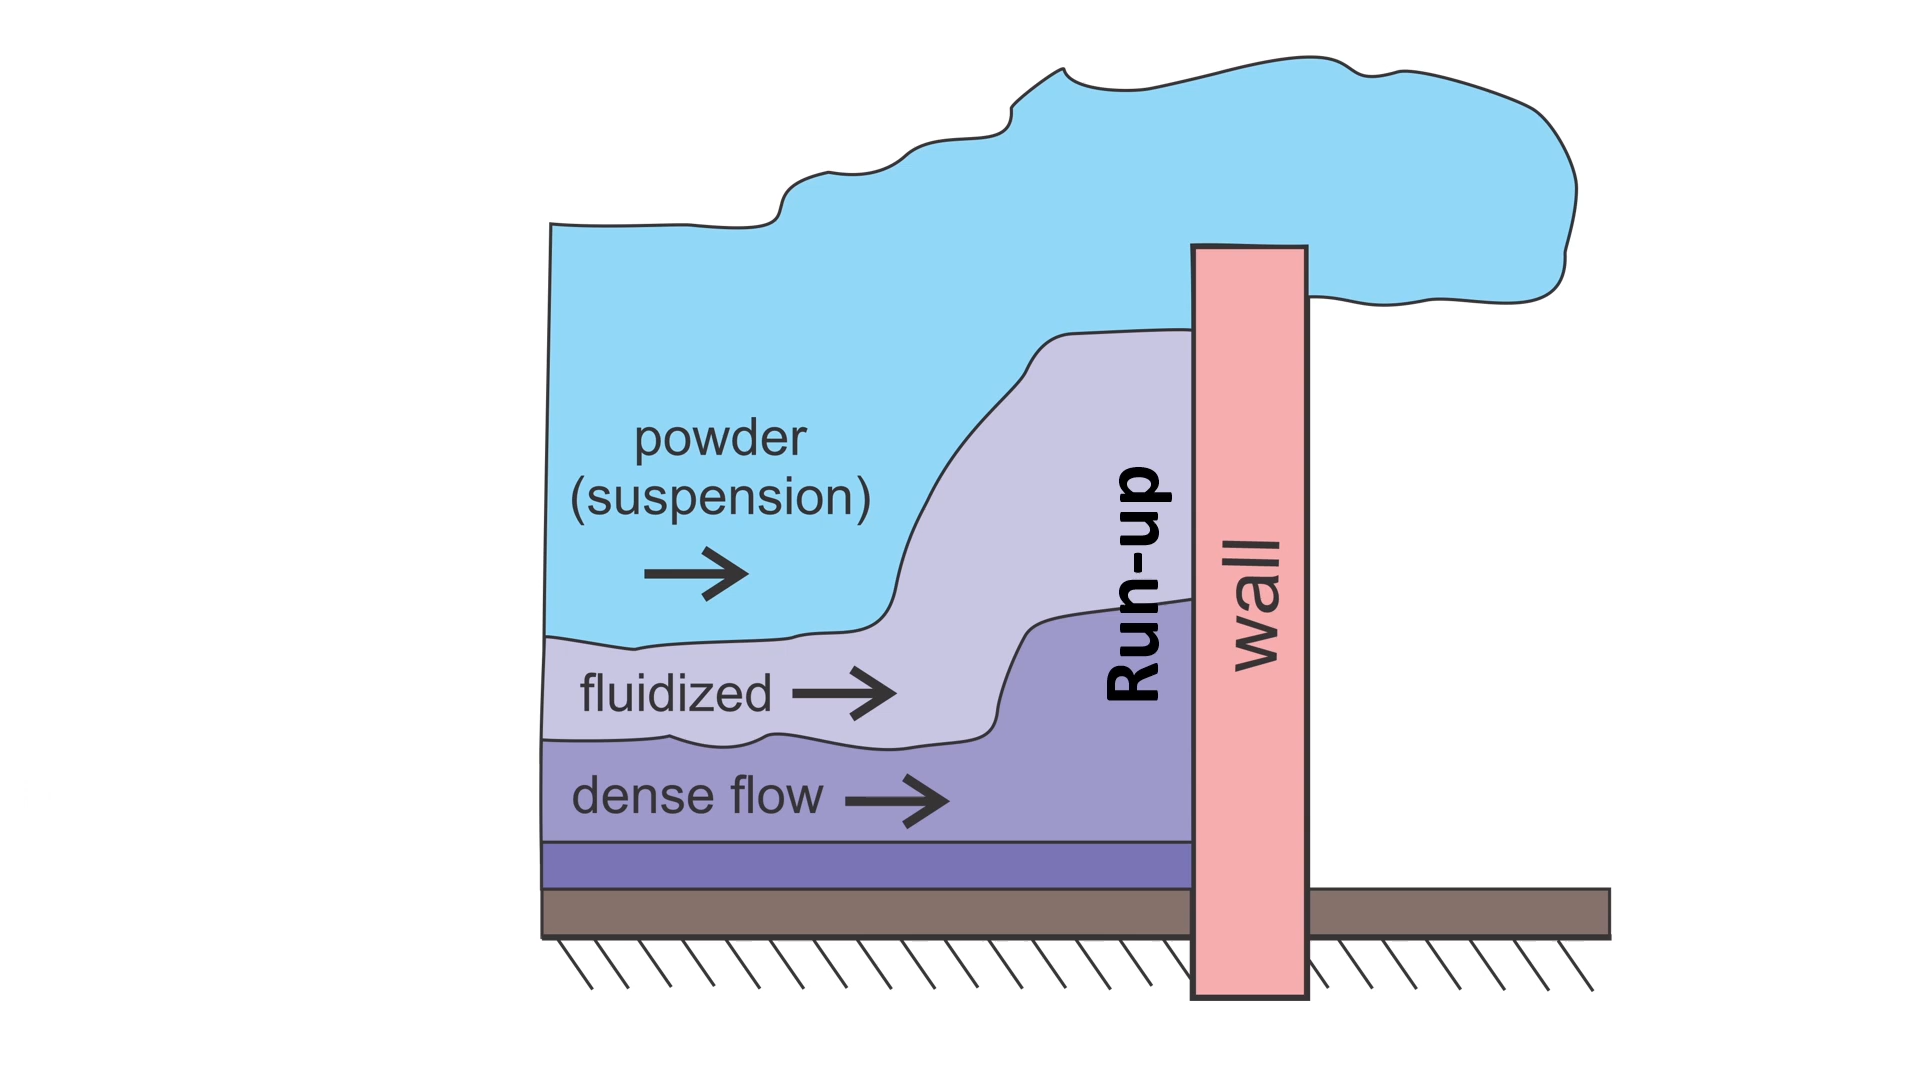 powder
(suspension)
fluidized
dense flow
Run-up
wall